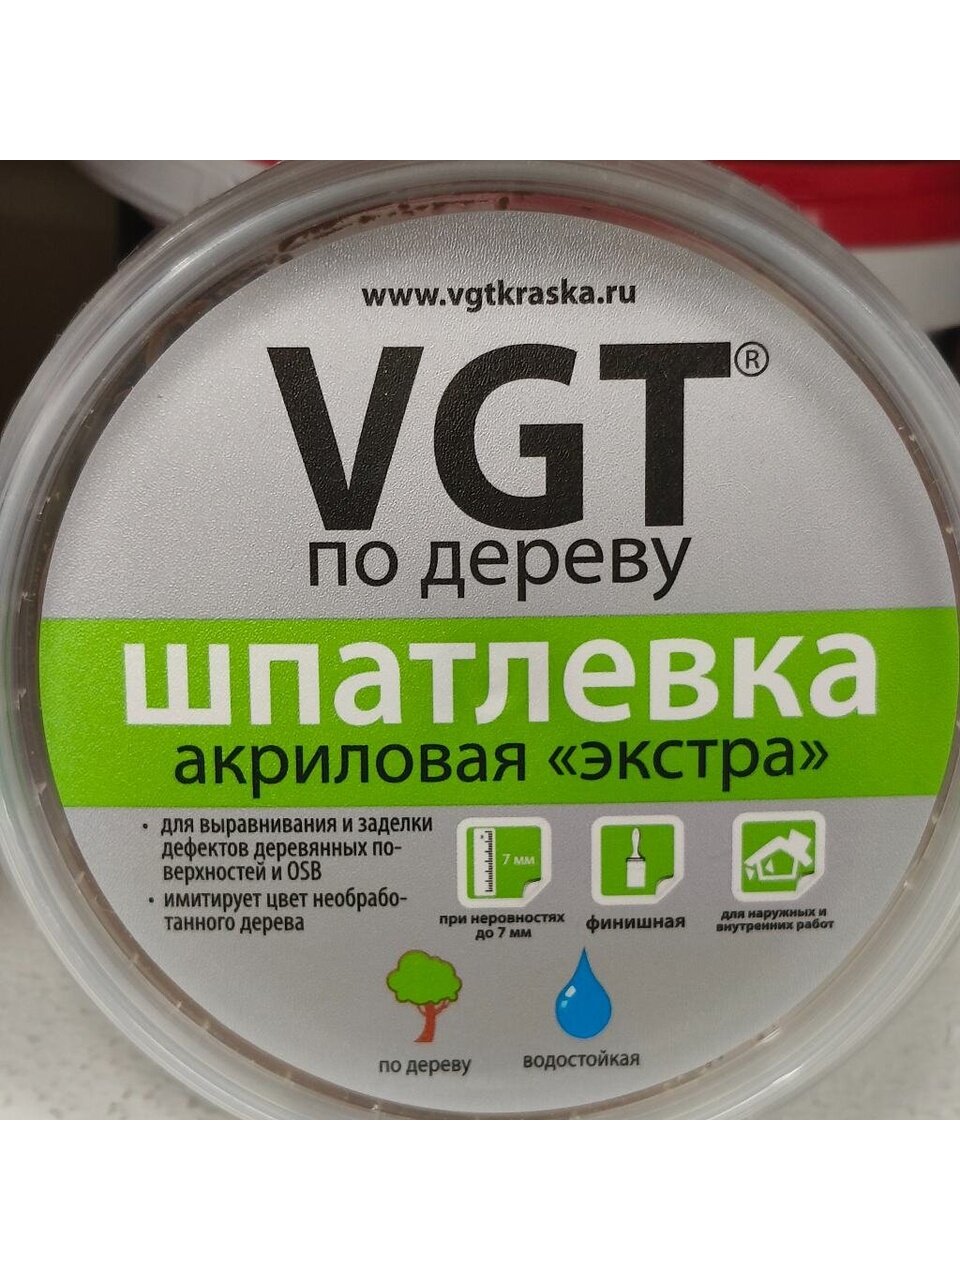 www.vgtkraska.ru
VGT®
по дереву
шпатлевка
акриловая «экстра»
• для выравнивания и заделки
дефектов деревянных по-
верхностей и OSB
• имитирует цвет необрабо-
танного дерева
7 мм
при неровностях
до 7 мм
финишная
для наружных и
внутренних работ
по дереву
водостойкая